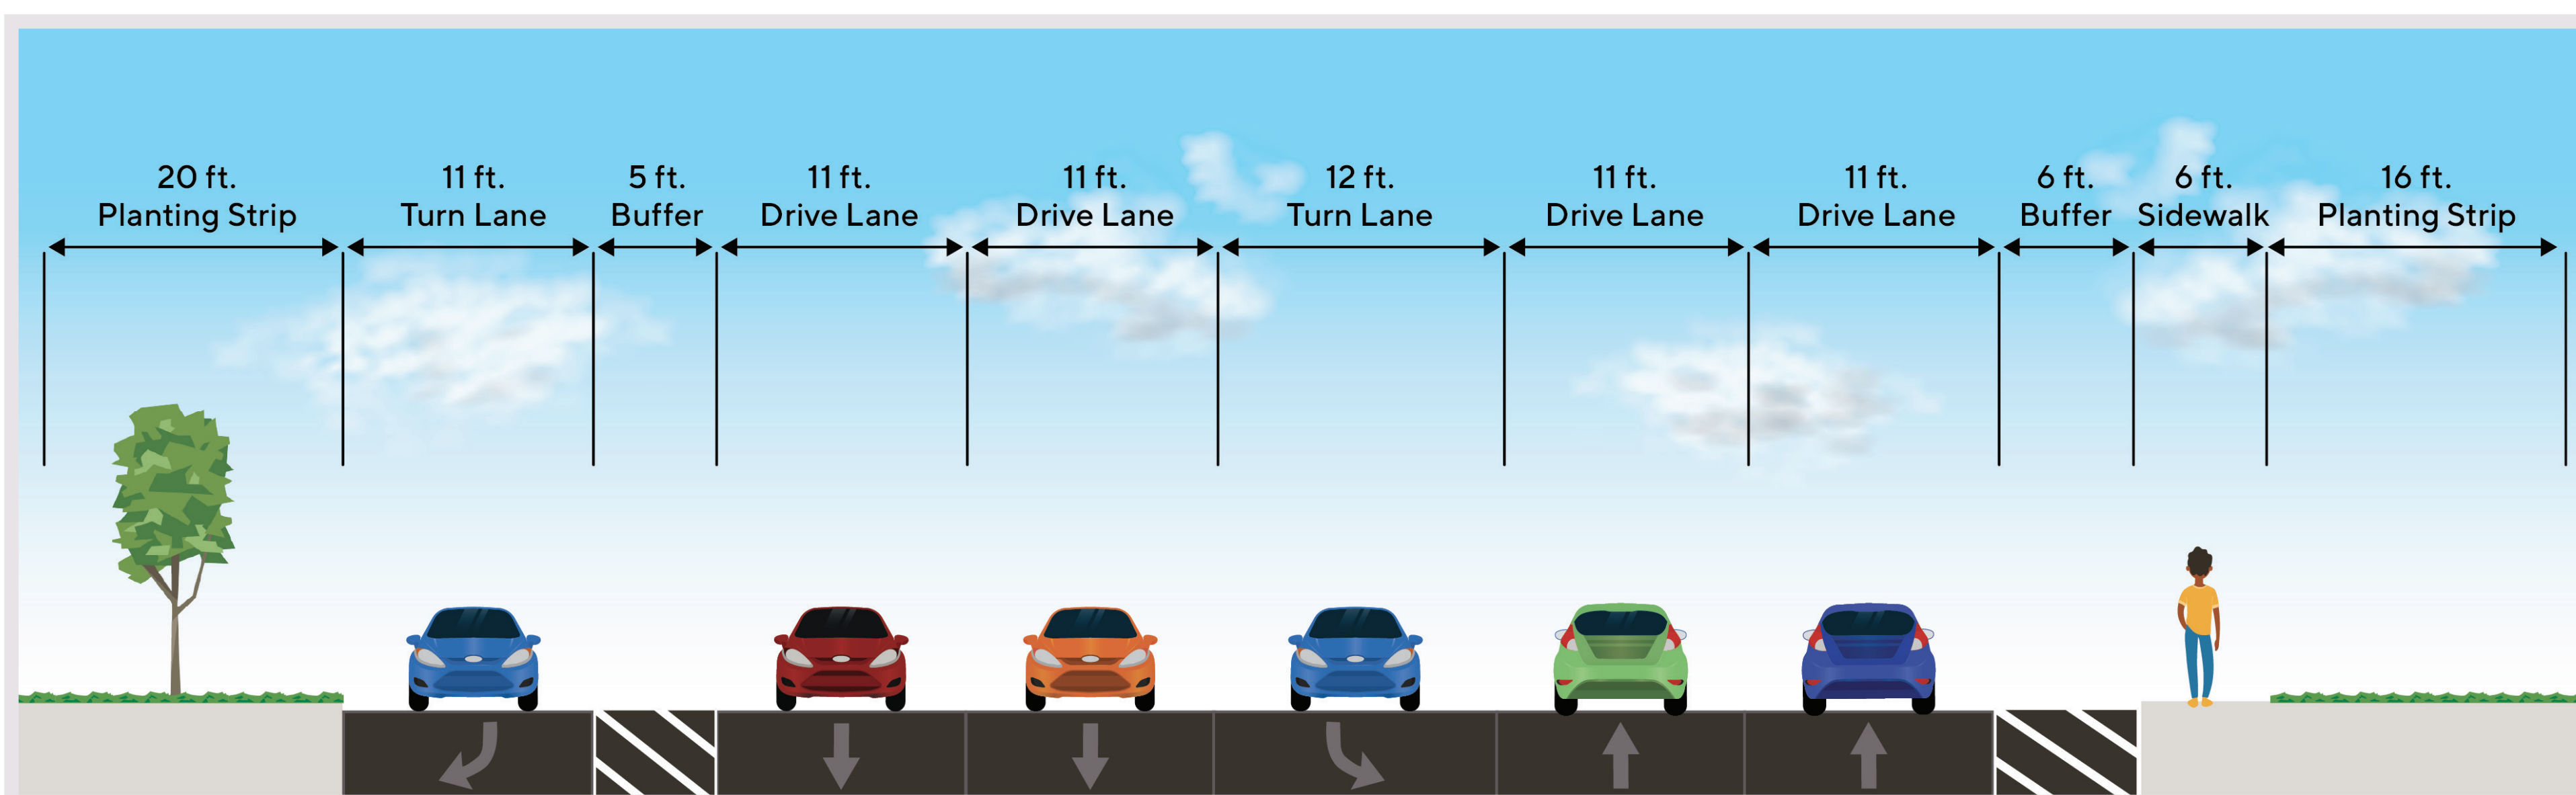 20 ft.
Planting Strip
11 ft.
Turn Lane
5 ft.
Buffer
11 ft.
Drive Lane
11 ft.
Drive Lane
12 ft.
Turn Lane
11 ft.
Drive Lane
11 ft.
Drive Lane
6 ft.
Buffer
6 ft.
Sidewalk
16 ft.
Planting Strip